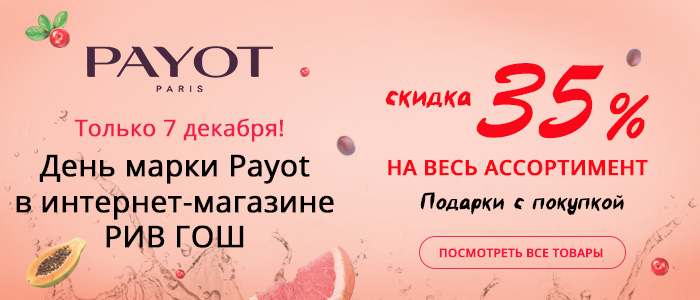 PAYOT
PARIS
Только 7 декабря!
День марки Payot
в интернет-магазине
РИВ ГОШ
скидка 35%
НА ВЕСЬ АССОРТИМЕНТ
Подарки с покупкой
ПОСМОТРЕТЬ ВСЕ ТОВАРЫ